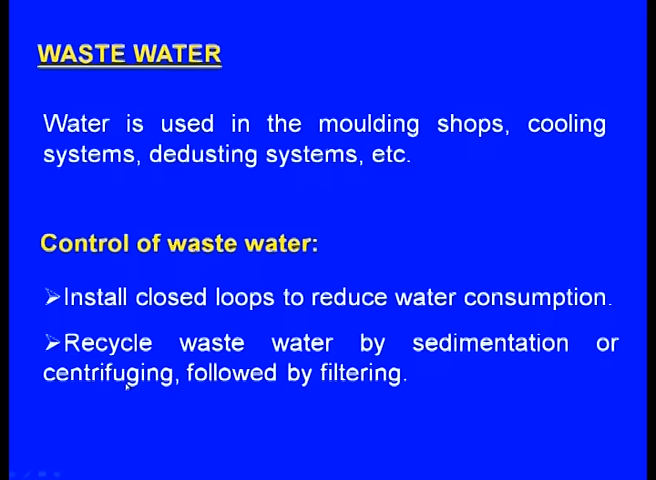 WASTE WATER
Water is used in the moulding shops, cooling
systems, dedusting systems, etc.
Control of waste water:
➢Install closed loops to reduce water consumption.
➢Recycle waste water by sedimentation or
centrifuging, followed by filtering.